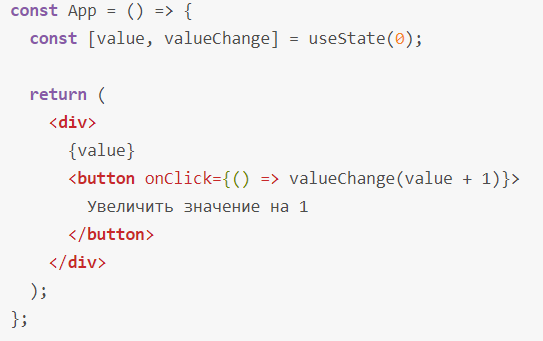 const App = () => {
const [value, valueChange] = useState(0);
return (
<div>
{value}
<button onClick={() => valueChange(value + 1)}>
Увеличить значение на 1
</button>
</div>
);
};